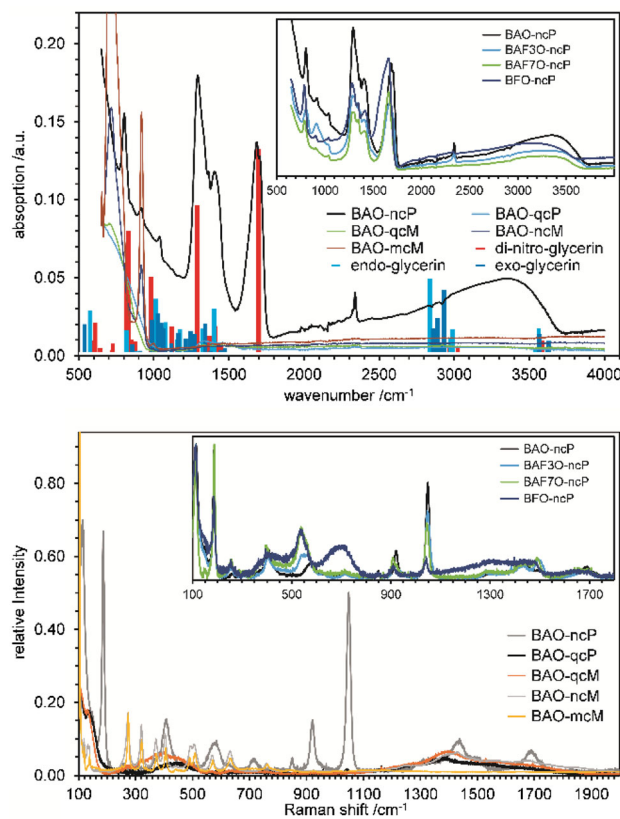 0.20
0.15
0.10
0.05
0.00
absoprtion /a.u.
BAO-ncP
BAF3O-ncP
BAF7O-ncP
BFO-ncP
500 1000 1500 2000 2500 3000 3500
BAO-ncP BAO-qcP
BAO-qcM BAO-ncM
BAO-mcM di-nitro-glycerin
endo-glycerin exo-glycerin
500 1000 1500 2000 2500 3000 3500 4000
wavenumber /cm-1
0.80
0.60
0.40
0.20
0.00
relative Intensity
BAO-ncP
BAF3O-ncP
BAF7O-ncP
BFO-ncP
100 500 900 1300 1700
BAO-ncP
BAO-qcP
BAO-qcM
BAO-ncM
BAO-mcM
100 300 500 700 900 1100 1300 1500 1700 1900
Raman shift /cm-1